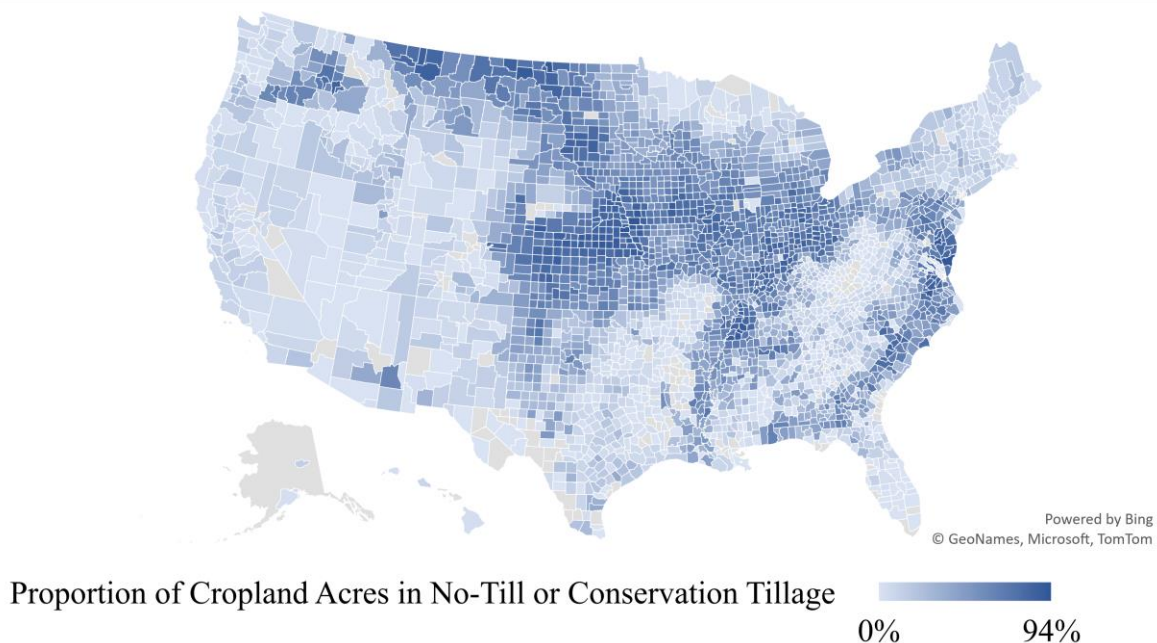 Powered by Bing
© GeoNames, Microsoft, TomTom
Proportion of Cropland Acres in No-Till or Conservation Tillage
0% 94%